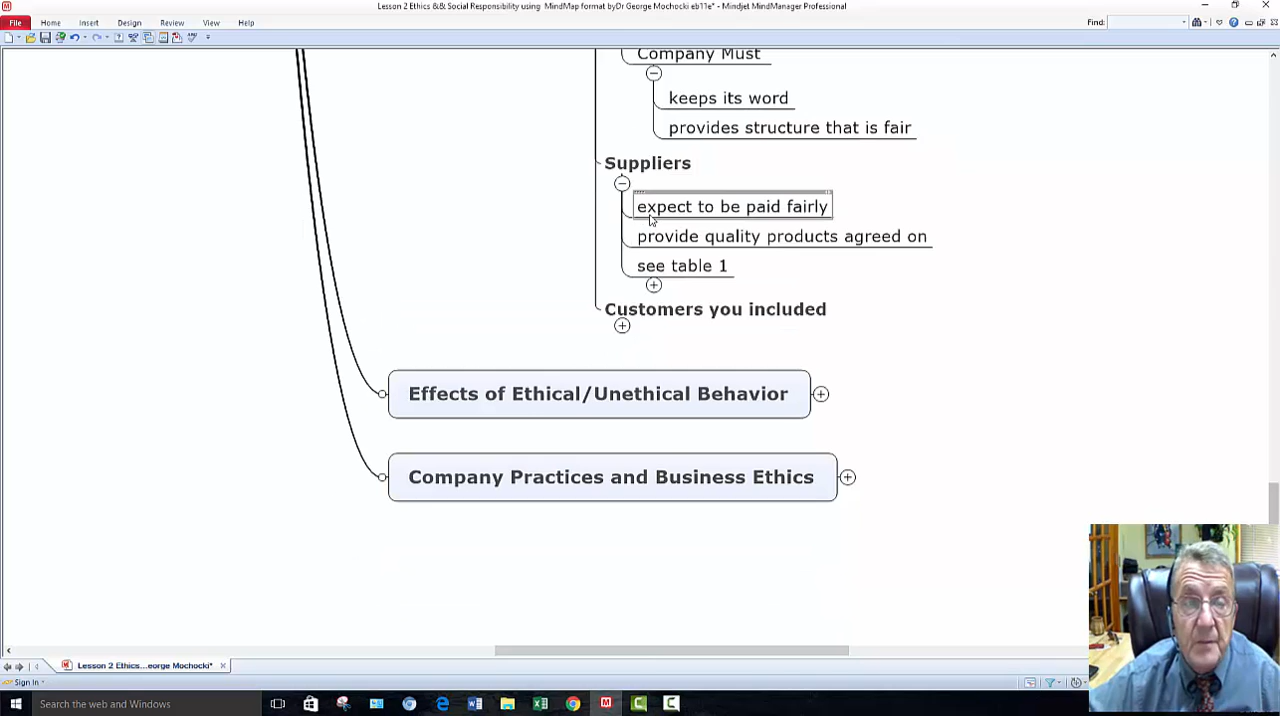 Lesson 2 Ethics && Social Responsibility using MindMap format byDr George Mochocki eb11e* - Mindjet MindManager Professional
File Home Insert Design Review View Help Find:
Company Must
keeps its word
provides structure that is fair
Suppliers
expect to be paid fairly
provide quality products agreed on
see table 1
Customers you included
Effects of Ethical/Unethical Behavior
Company Practices and Business Ethics
Lesson 2 Ethics...eorge Mochocki*
Sign In
Search the web and Windows